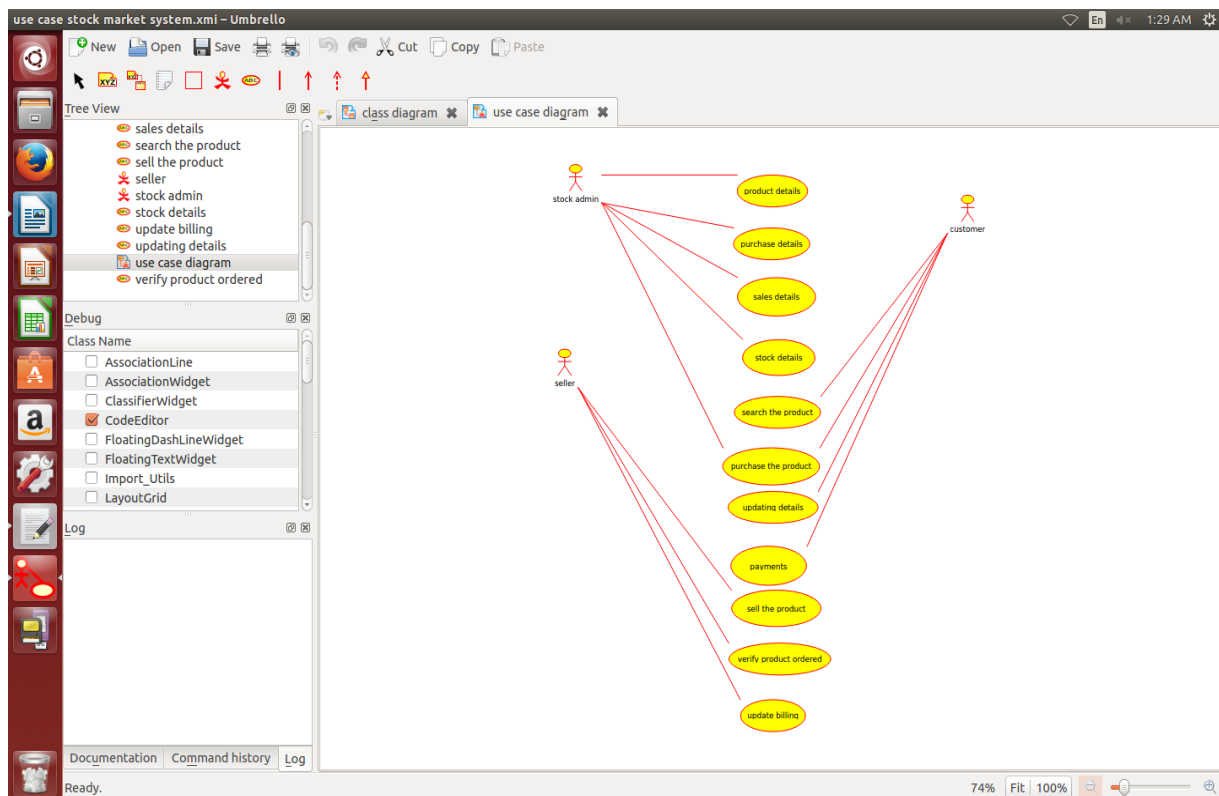 use case stock market system.xmi – Umbrello
En
1:29 AM
New Open Save Cut Copy Paste
XYZ
ABC
Tree View
class diagram
use case diagram
sales details
search the product
sell the product
seller
stock admin
stock details
update billing
updating details
use case diagram
verify product ordered
Debug
Class Name
AssociationLine
AssociationWidget
ClassifierWidget
CodeEditor
FloatingDashLineWidget
FloatingTextWidget
Import_Utils
LayoutGrid
Log
Documentation Command history Log
Ready.
stock admin
product details
customer
purchase details
sales details
stock details
seller
search the product
purchase the product
updating details
payments
sell the product
verify product ordered
update billing
74% Fit 100%